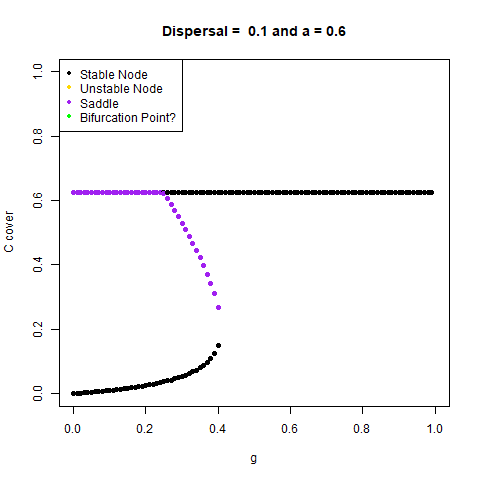 Dispersal =  0.1 and a = 0.6
Stable Node
Unstable Node
Saddle
Bifurcation Point?
C cover
1.0
0.8
0.6
0.4
0.2
0.0
0.0 0.2 0.4 0.6 0.8 1.0
g